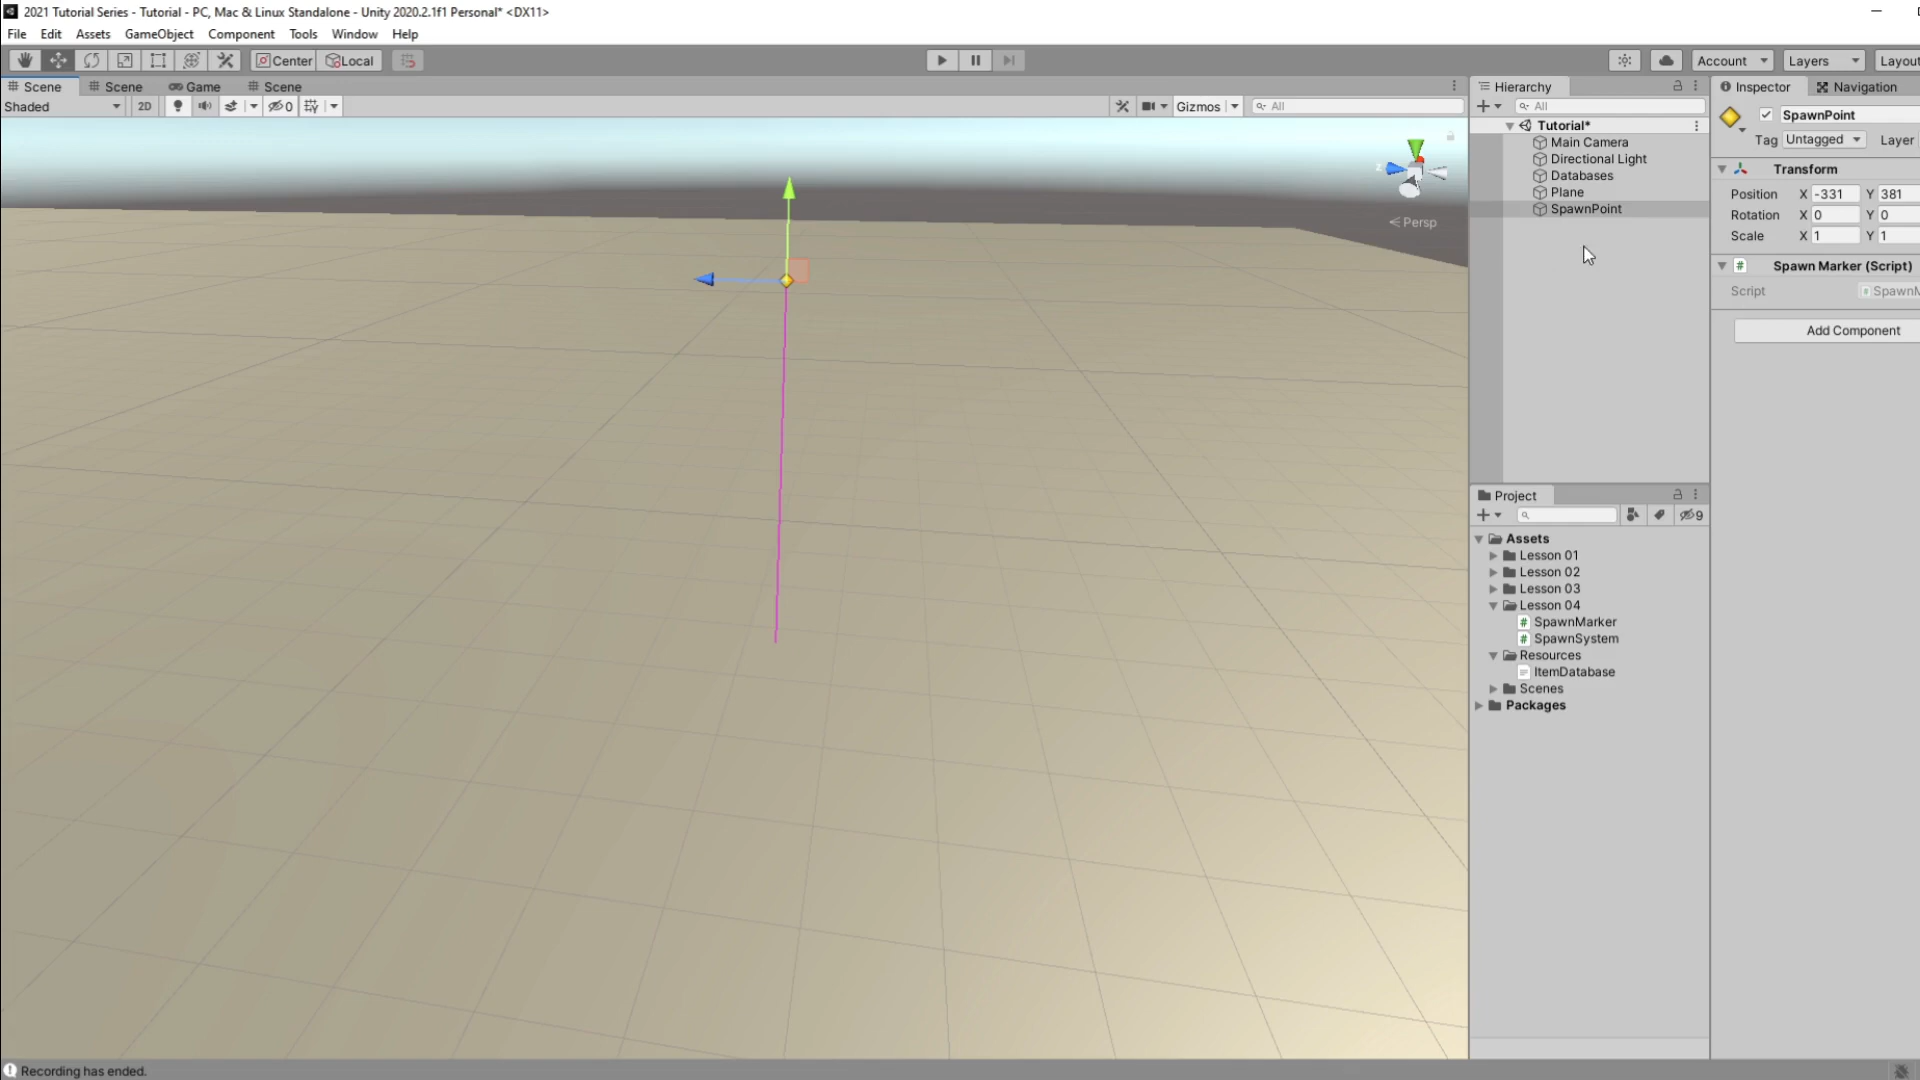 2021 Tutorial Series - Tutorial - PC, Mac & Linux Standalone - Unity 2020.2.1f1 Personal* <DX11>
File Edit Assets GameObject Component Tools Window Help
Center Local Account Layers Layout
Scene Scene Game Scene
Shaded 2D 0 Gizmos All
Persp
Hierarchy
All
Tutorial*
Main Camera
Directional Light
Databases
Plane
SpawnPoint
Project
9
Assets
Lesson 01
Lesson 02
Lesson 03
Lesson 04
SpawnMarker
SpawnSystem
Resources
ItemDatabase
Scenes
Packages
Inspector Navigation
SpawnPoint
Tag Untagged Layer
Transform
Position X -331 Y 381
Rotation X 0 Y 0
Scale X 1 Y 1
Spawn Marker (Script)
Script SpawnM
Add Component
Recording has ended.